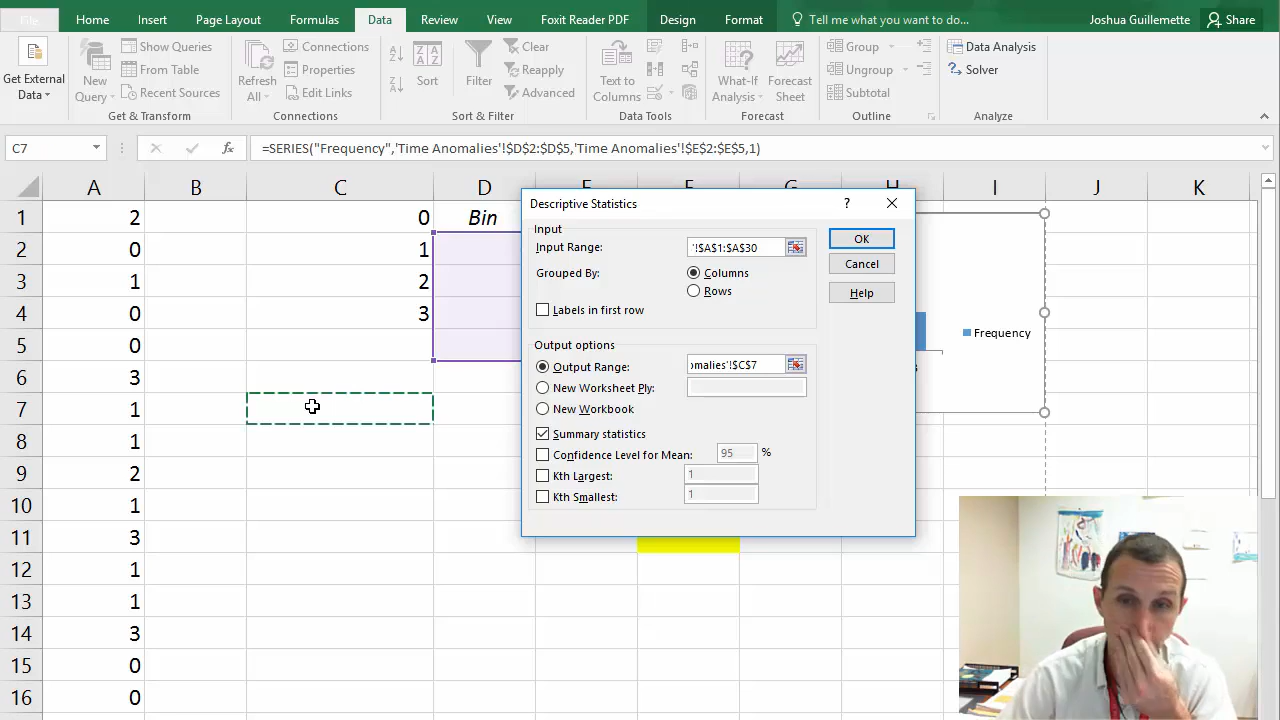 File Home Insert Page Layout Formulas Data Review View Foxit Reader PDF Design Format Tell me what you want to do... Joshua Guillemette Share
Get External Data
New Query
Show Queries
From Table
Recent Sources
Get & Transform
Refresh All
Connections
Properties
Edit Links
Connections
Sort
Filter
Clear
Reapply
Advanced
Sort & Filter
Text to Columns
Data Tools
What-If Analysis
Forecast Sheet
Forecast
Group
Ungroup
Subtotal
Outline
Data Analysis
Solver
Analyze
C7 fx =SERIES("Frequency",'Time Anomalies'!$D$2:$D$5,'Time Anomalies'!$E$2:$E$5,1)
A B C D E F G H I J K
1 2 0 Bin
2 0 1
3 1 2
4 0 3
5 0
6 3
7 1
8 1
9 2
10 1
11 3
12 1
13 1
14 3
15 0
16 0
Descriptive Statistics ?
Input
Input Range: '!$A$1:$A$30
Grouped By: Columns
Rows
Labels in first row
Output options
Output Range: omalies'!$C$7
New Worksheet Ply:
New Workbook
Summary statistics
Confidence Level for Mean: 95 %
Kth Largest: 1
Kth Smallest: 1
OK
Cancel
Help
Frequency